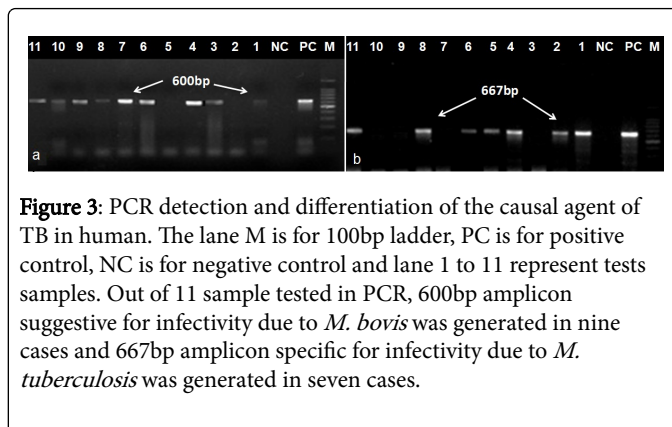 11 10 9 8 7 6 5 4 3 2 1 NC PC M
600bp
a
11 10 9 8 7 6 5 4 3 2 1 NC PC M
667bp
b
Figure 3: PCR detection and differentiation of the causal agent of
TB in human. The lane M is for 100bp ladder, PC is for positive
control, NC is for negative control and lane 1 to 11 represent tests
samples. Out of 11 sample tested in PCR, 600bp amplicon
suggestive for infectivity due to M. bovis was generated in nine
cases and 667bp amplicon specific for infectivity due to M.
tuberculosis was generated in seven cases.